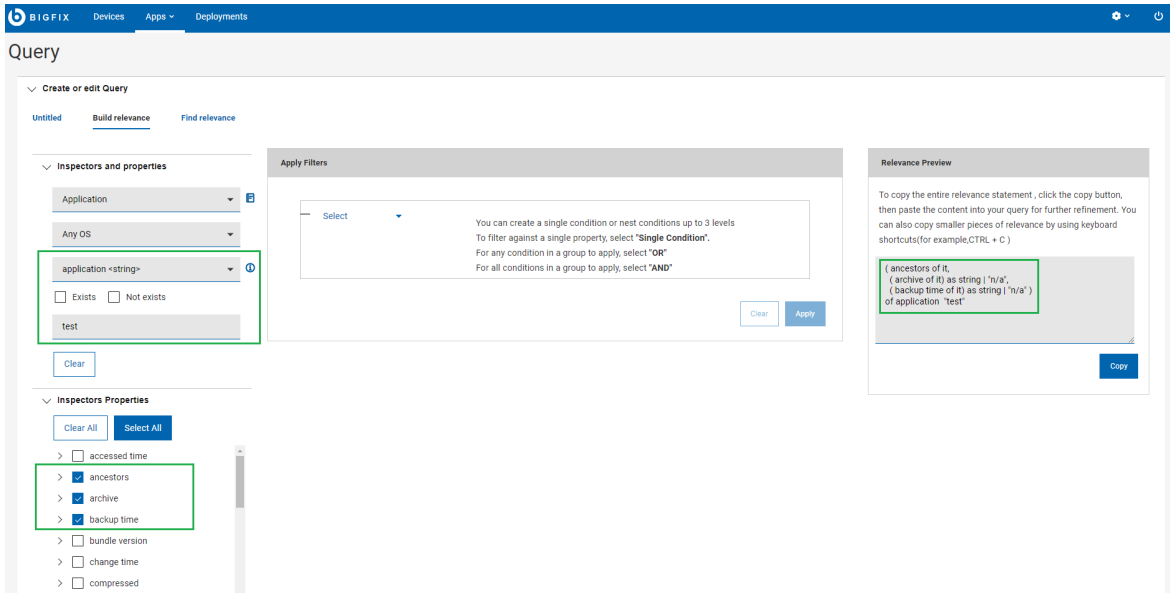 BIGFIX Devices Apps Deployments
Query
Create or edit Query
Untitled Build relevance Find relevance
Inspectors and properties
Application
Any OS
application <string>
Exists Not exists
test
Clear
Inspectors Properties
Clear All Select All
accessed time
ancestors
archive
backup time
bundle version
change time
compressed
Apply Filters
Select
You can create a single condition or nest conditions up to 3 levels
To filter against a single property, select "Single Condition".
For any condition in a group to apply, select "OR"
For all conditions in a group to apply, select "AND"
Clear Apply
Relevance Preview
To copy the entire relevance statement , click the copy button,
then paste the content into your query for further refinement. You
can also copy smaller pieces of relevance by using keyboard
shortcuts(for example,CTRL + C )
( ancestors of it,
( archive of it) as string | "n/a",
( backup time of it) as string | "n/a" )
of application "test"
Copy